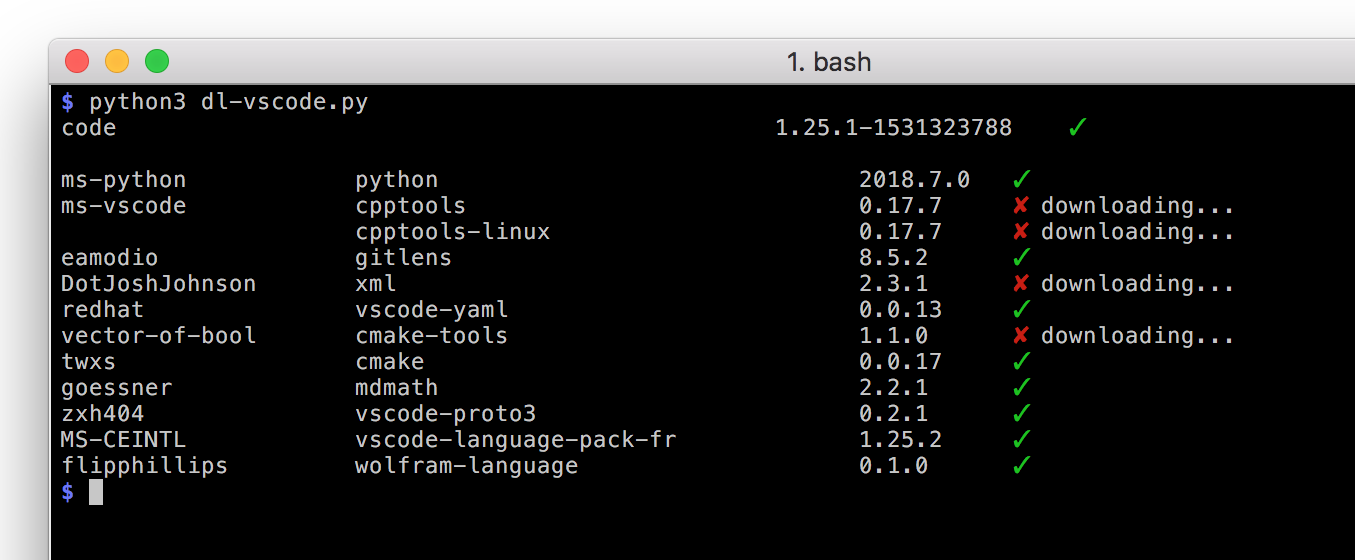 1. bash
$ python3 dl-vscode.py
code 1.25.1-1531323788 ✓
ms-python python 2018.7.0 ✓
ms-vscode cpptools 0.17.7 ✘ downloading...
cpptools-linux 0.17.7 ✘ downloading...
eamodio gitlens 8.5.2 ✓
DotJoshJohnson xml 2.3.1 ✘ downloading...
redhat vscode-yaml 0.0.13 ✓
vector-of-bool cmake-tools 1.1.0 ✘ downloading...
twxs cmake 0.0.17 ✓
goessner mdmath 2.2.1 ✓
zxh404 vscode-proto3 0.2.1 ✓
MS-CEINTL vscode-language-pack-fr 1.25.2 ✓
flipphillips wolfram-language 0.1.0 ✓
$